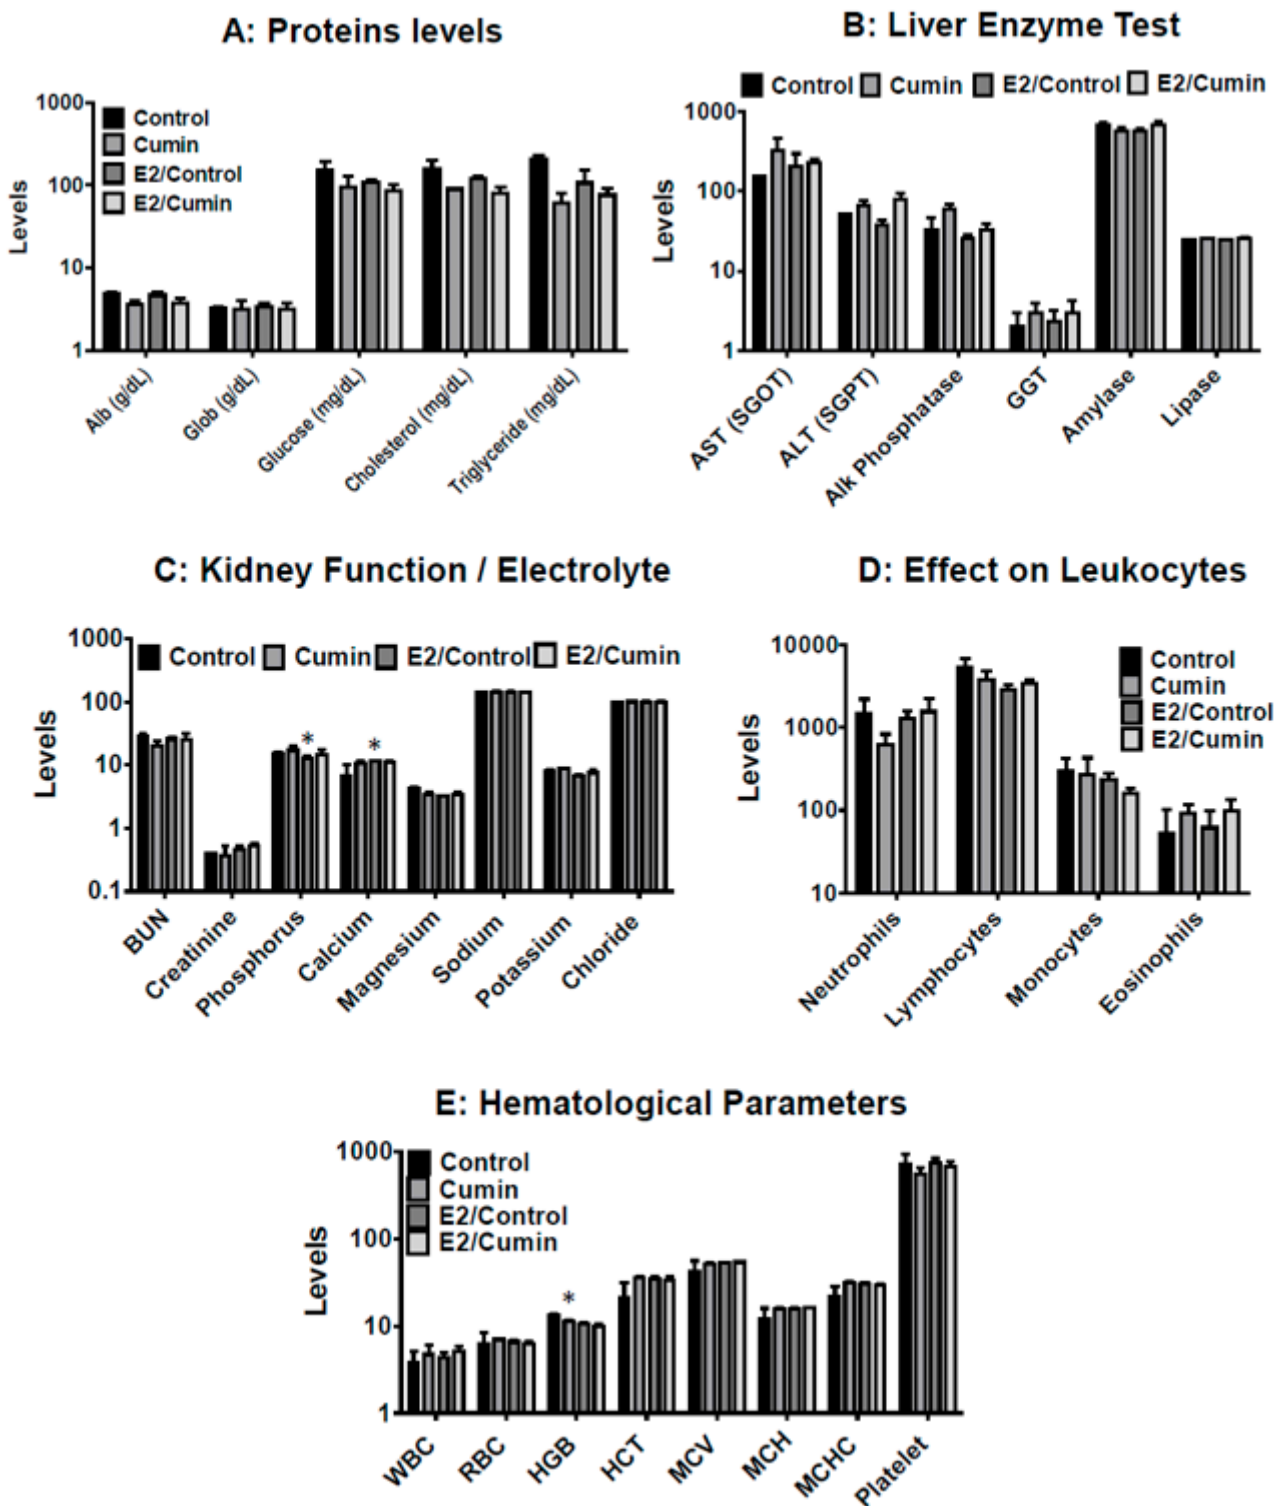 A: Proteins levels
1000
100
10
1
Levels
Control
Cumin
E2/Control
E2/Cumin
Alb (g/dL)
Glob (g/dL)
Glucose (mg/dL)
Cholesterol (mg/dL)
Triglyceride (mg/dL)
B: Liver Enzyme Test
Control Cumin E2/Control E2/Cumin
1000
100
10
1
Levels
AST (SGOT)
ALT (SGPT)
Alk Phosphatase
GGT
Amylase
Lipase
C: Kidney Function / Electrolyte
1000
100
10
1
0.1
Levels
Control Cumin E2/Control E2/Cumin
*
*
BUN
Creatinine
Phosphorus
Calcium
Magnesium
Sodium
Potassium
Chloride
D: Effect on Leukocytes
10000
1000
100
10
Levels
Control
Cumin
E2/Control
E2/Cumin
Neutrophils
Lymphocytes
Monocytes
Eosinophils
E: Hematological Parameters
1000
100
10
1
Levels
Control
Cumin
E2/Control
E2/Cumin
*
WBC
RBC
HGB
HCT
MCV
MCH
MCHC
Platelet